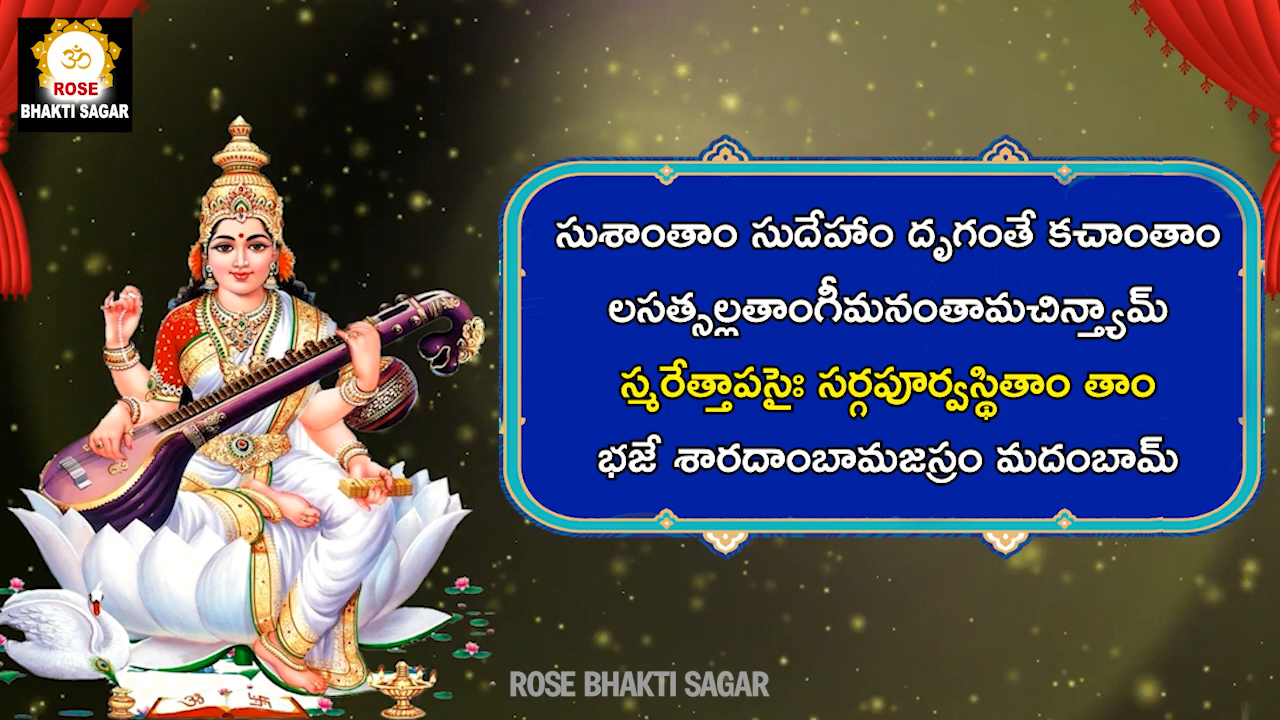 ROSE
BHAKTI SAGAR
సుశాంతాం సుదేహాం దృగంతే కచాంతాం
లసత్సల్లతాంగీమనంతామచిన్త్యామ్
స్మరేత్తాపసైః సర్గపూర్వస్థితాం తాం
భజే శారదాంబామజస్రం మదంబామ్
ROSE BHAKTI SAGAR